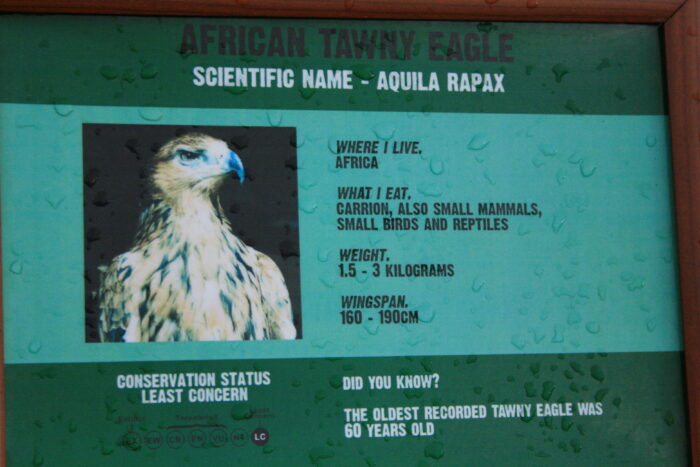 AFRICAN TAWNY EAGLE
SCIENTIFIC NAME - AQUILA RAPAX
WHERE I LIVE.
AFRICA
WHAT I EAT.
CARRION, ALSO SMALL MAMMALS,
SMALL BIRDS AND REPTILES
WEIGHT.
1.5 - 3 KILOGRAMS
WINGSPAN.
160 - 190CM
CONSERVATION STATUS
LEAST CONCERN
Extinct Threatened
EX EW CR EN VU NT LC
DID YOU KNOW?
THE OLDEST RECORDED TAWNY EAGLE WAS
60 YEARS OLD